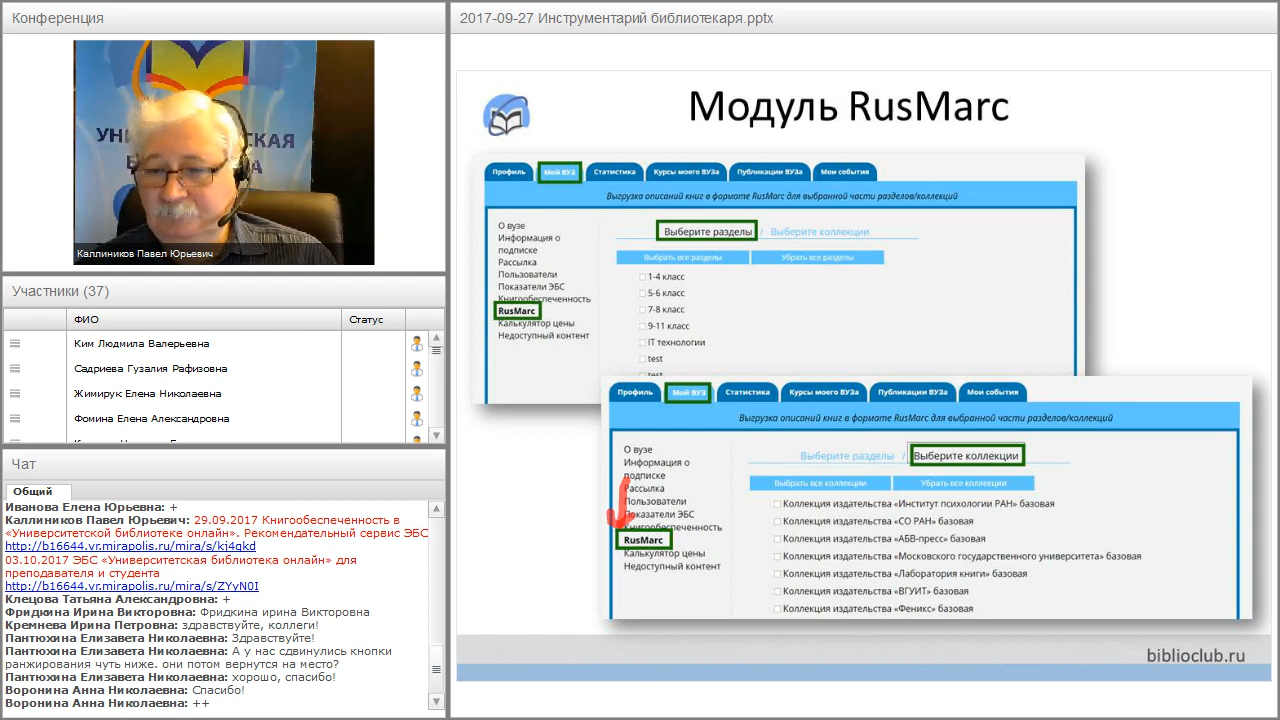 Конференция
УНИ
СКАЯ
Каллиников Павел Юрьевич
Участники (37)
ФИО
Статус
Ким Людмила Валерьевна
Садриева Гузалия Рафизовна
Жимирук Елена Николаевна
Фомина Елена Александровна
Чат
Общий
Иванова Елена Юрьевна: +
Каллиников Павел Юрьевич: 29.09.2017 Книгообеспеченность в
«Университетской библиотеке онлайн». Рекомендательный сервис ЭБС
http://b16644.vr.mirapolis.ru/mira/s/kj4qkd
03.10.2017 ЭБС «Университетская библиотека онлайн» для
преподавателя и студента
http://b16644.vr.mirapolis.ru/mira/s/ZYyN0I
Клецова Татьяна Александровна: +
Фридкина Ирина Викторовна: Фридкина ирина Викторовна
Кремнева Ирина Петровна: здравствуйте, коллеги!
Пантюхина Елизавета Николаевна: Здравствуйте!
Пантюхина Елизавета Николаевна: А у нас сдвинулись кнопки
ранжирования чуть ниже. они потом вернутся на место?
Пантюхина Елизавета Николаевна: хорошо, спасибо!
Воронина Анна Николаевна: Спасибо!
Воронина Анна Николаевна: ++
2017-09-27 Инструментарий библиотекаря.pptx
Модуль RusMarc
Профиль Мой ВУЗ Статистика Курсы моего ВУЗа Публикации ВУЗа Мои события
Выгрузка описаний книг в формате RusMarc для выбранной части разделов/коллекций
О вузе
Информация о
подписке
Рассылка
Пользователи
Показатели ЭБС
Книгообеспеченность
RusMarc
Калькулятор цены
Недоступный контент
Выберите разделы / Выберите коллекции
Выбрать все разделы Убрать все разделы
1-4 класс
5-6 класс
7-8 класс
9-11 класс
IT технологии
test
test
Профиль Мой ВУЗ Статистика Курсы моего ВУЗа Публикации ВУЗа Мои события
Выгрузка описаний книг в формате RusMarc для выбранной части разделов/коллекций
О вузе
Информация о
подписке
Рассылка
Пользователи
Показатели ЭБС
Книгообеспеченность
RusMarc
Калькулятор цены
Недоступный контент
Выберите разделы / Выберите коллекции
Выбрать все коллекции Убрать все коллекции
Коллекция издательства «Институт психологии РАН» базовая
Коллекция издательства «СО РАН» базовая
Коллекция издательства «АБВ-пресс» базовая
Коллекция издательства «Московского государственного университета» базовая
Коллекция издательства «Лаборатория книги» базовая
Коллекция издательства «ВГУИТ» базовая
Коллекция издательства «Феникс» базовая
biblioclub.ru